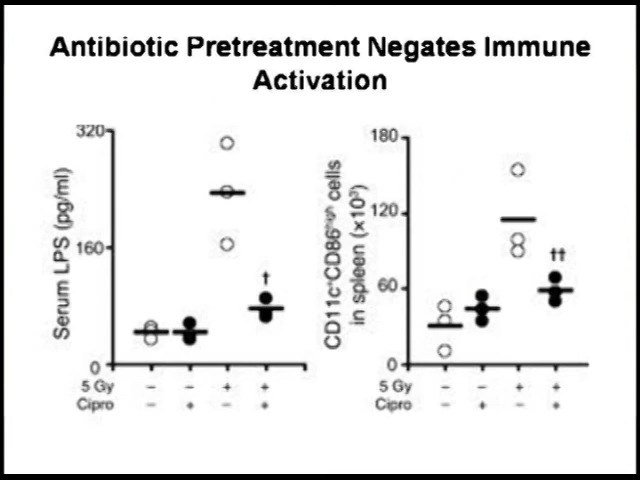 Antibiotic Pretreatment Negates Immune
Activation
Serum LPS (pg/ml)
320
160
0
†
5 Gy − − + +
Cipro − + − +
CD11c⁺CD86ʰⁱᵍʰ cells
in spleen (×10³)
180
120
60
0
††
5 Gy − − + +
Cipro − + − +